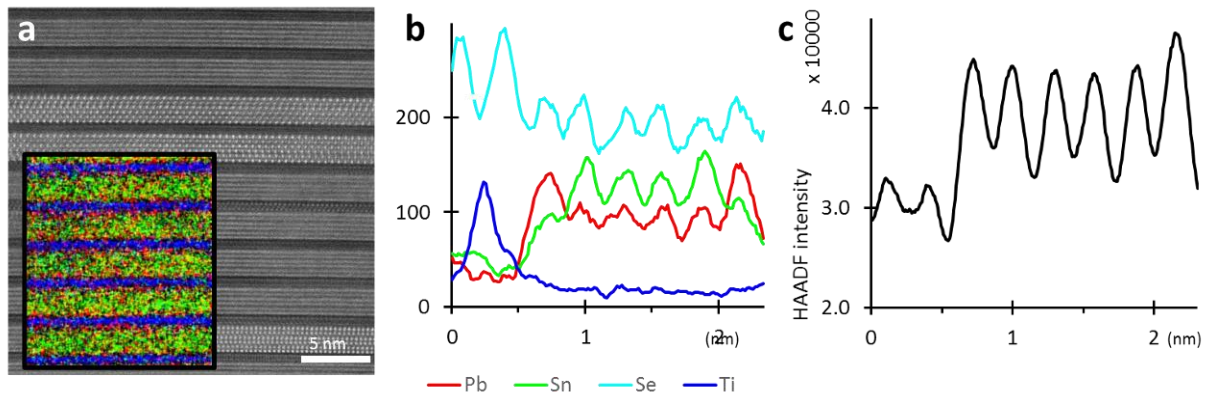 a
5 nm
b
200
100
0
0
1
2
(nm)
Pb
Sn
Se
Ti
c
HAADF intensity
x 10000
4.0
3.0
2.0
0
1
2
(nm)